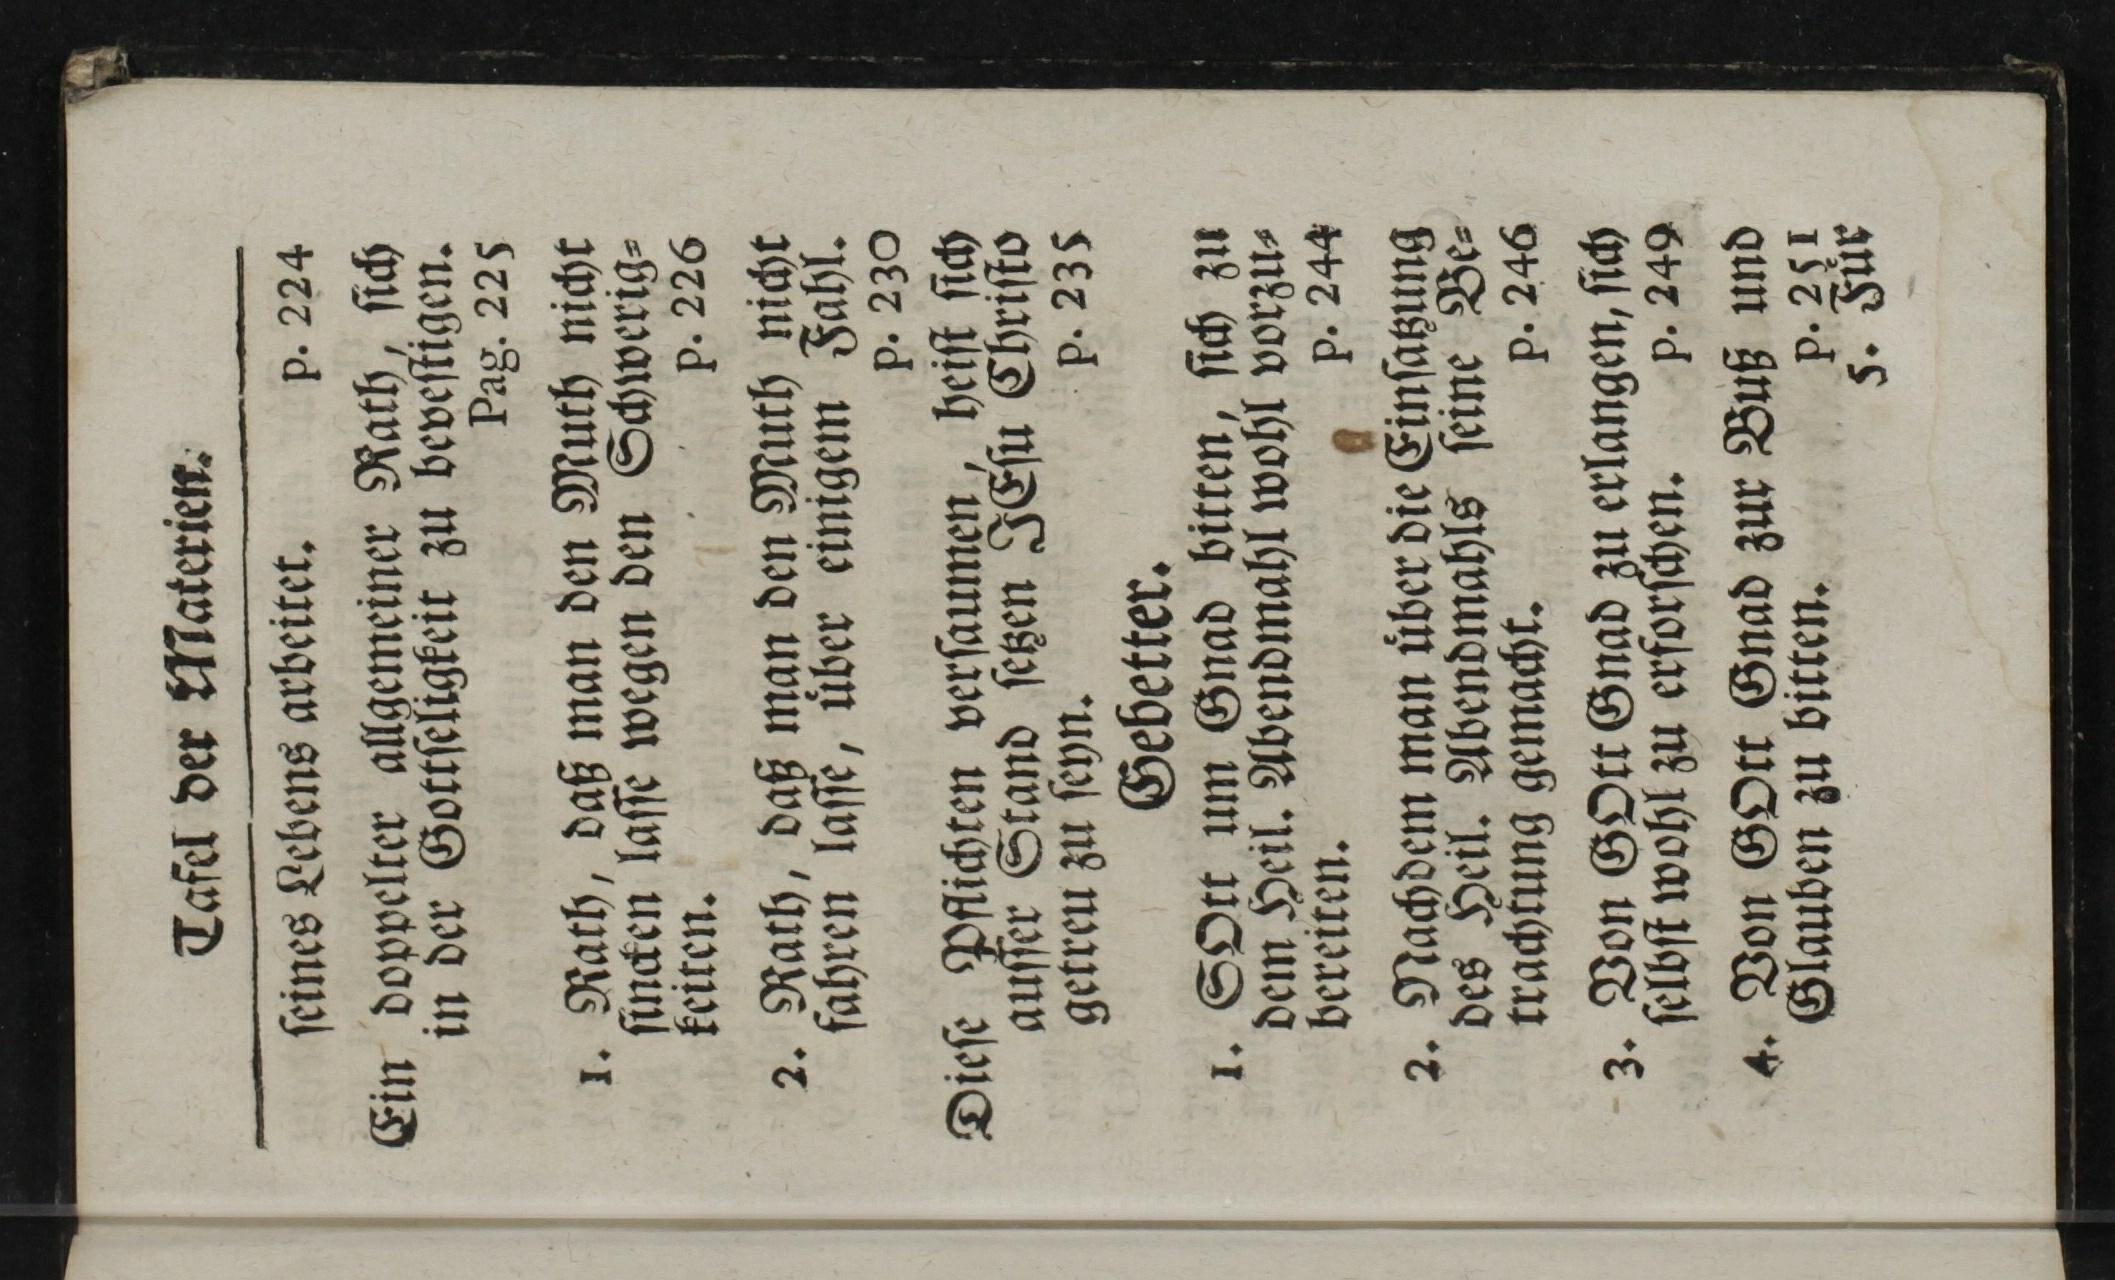 Tafel der Materien.
ſeines Lebens arbeitet. p. 224
Ein doppelter allgemeiner Rath, ſich
in der Gottſeligkeit zu beveſtigen.
Pag. 225
1. Rath, daß man den Muth nicht
ſincken laſſe wegen den Schwerig⸗
keiten. p. 226
2. Rath, daß man den Muth nicht
fahren laſſe, uͤber einigem Fahl.
p. 230
Dieſe Pflichten verſaumen, heiſt ſich
auſſer Stand ſetzen JEſu Chriſto
getreu zu ſeyn. p. 235
Gebetter.
1. GOtt um Gnad bitten, ſich zu
dem Heil. Abendmahl wohl vorzu⸗
bereiten. p. 244
2. Nachdem man uͤber die Einſatzung
des Heil. Abendmahls ſeine Be⸗
trachtung gemacht. p. 246
3. Von GOtt Gnad zu erlangen, ſich
ſelbſt wohl zu erforſchen. p. 249
4. Von GOtt Gnad zur Buß und
Glauben zu bitten. p. 251
5. Fuͤr